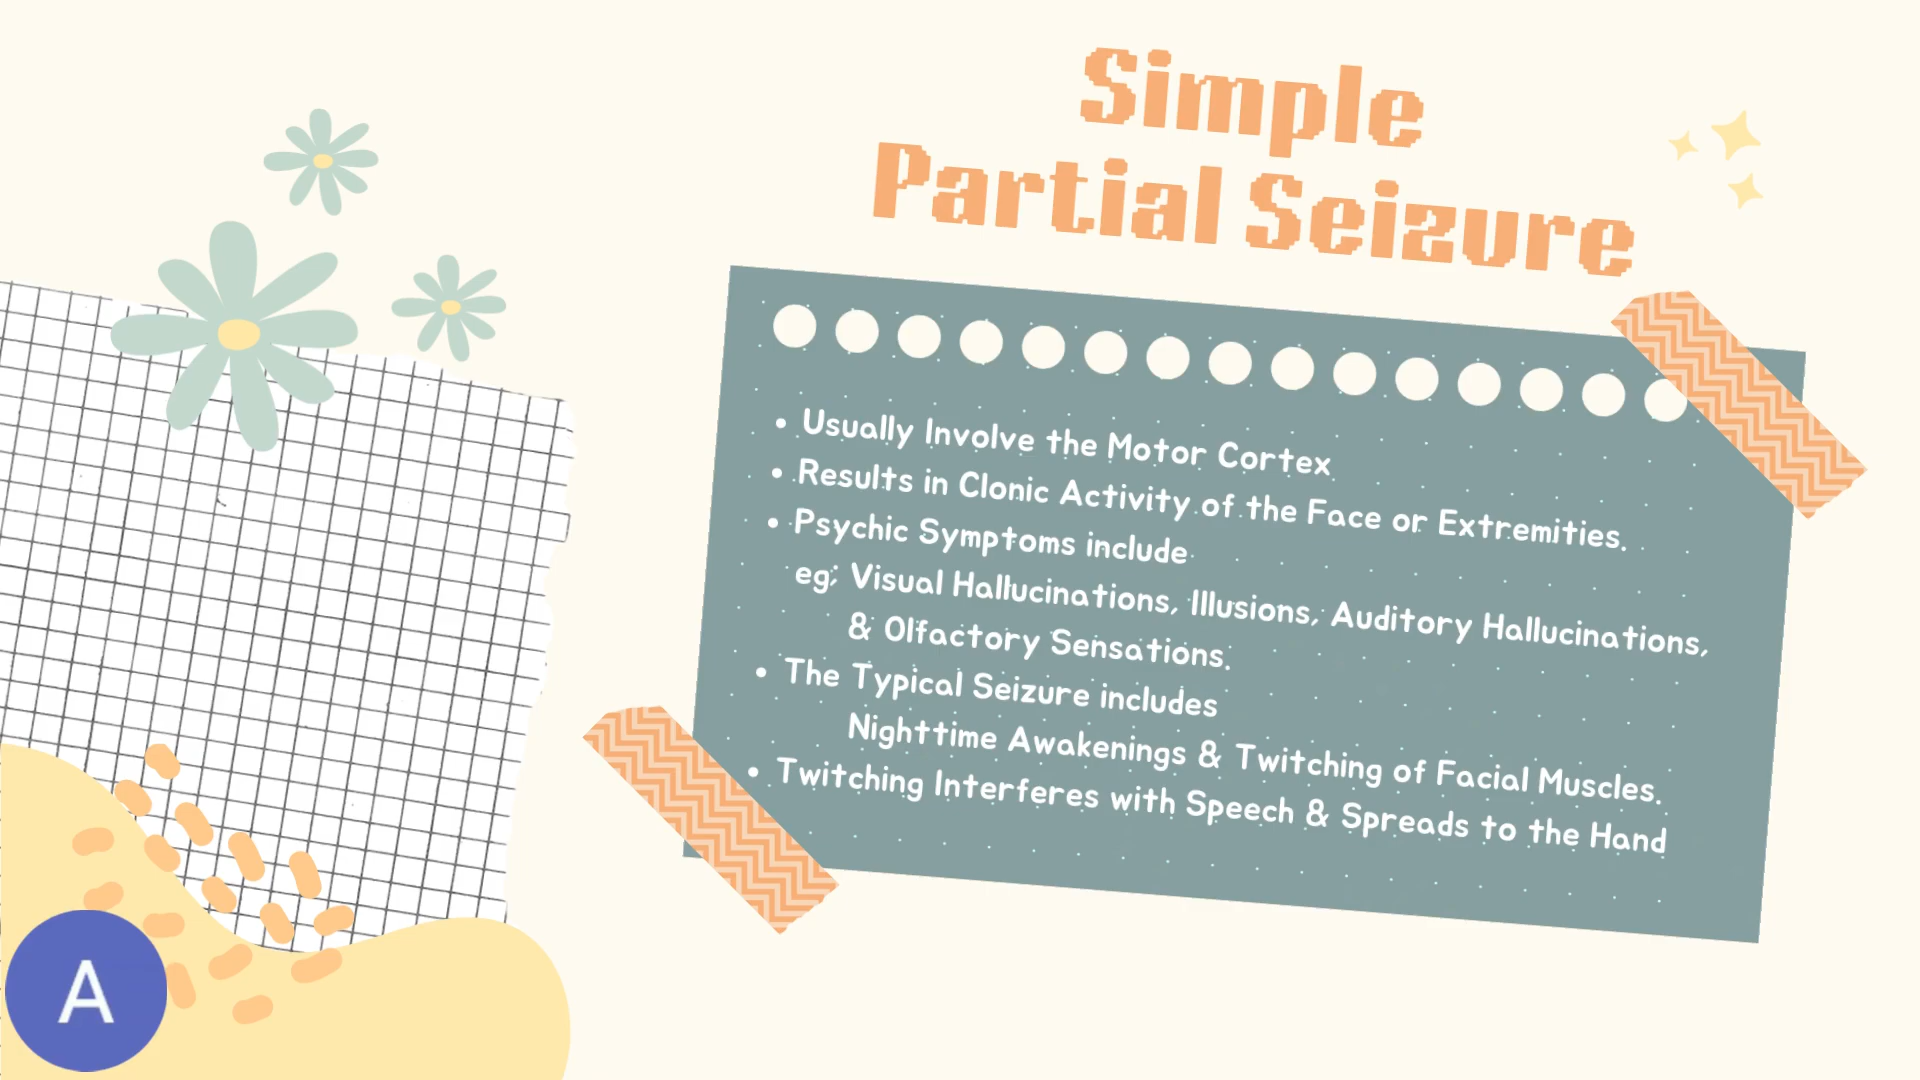 Simple
Partial Seizure
• Usually Involve the Motor Cortex
• Results in Clonic Activity of the Face or Extremities.
• Psychic Symptoms include
eg; Visual Hallucinations, Illusions, Auditory Hallucinations,
& Olfactory Sensations.
• The Typical Seizure includes
Nighttime Awakenings & Twitching of Facial Muscles.
• Twitching Interferes with Speech & Spreads to the Hand
A